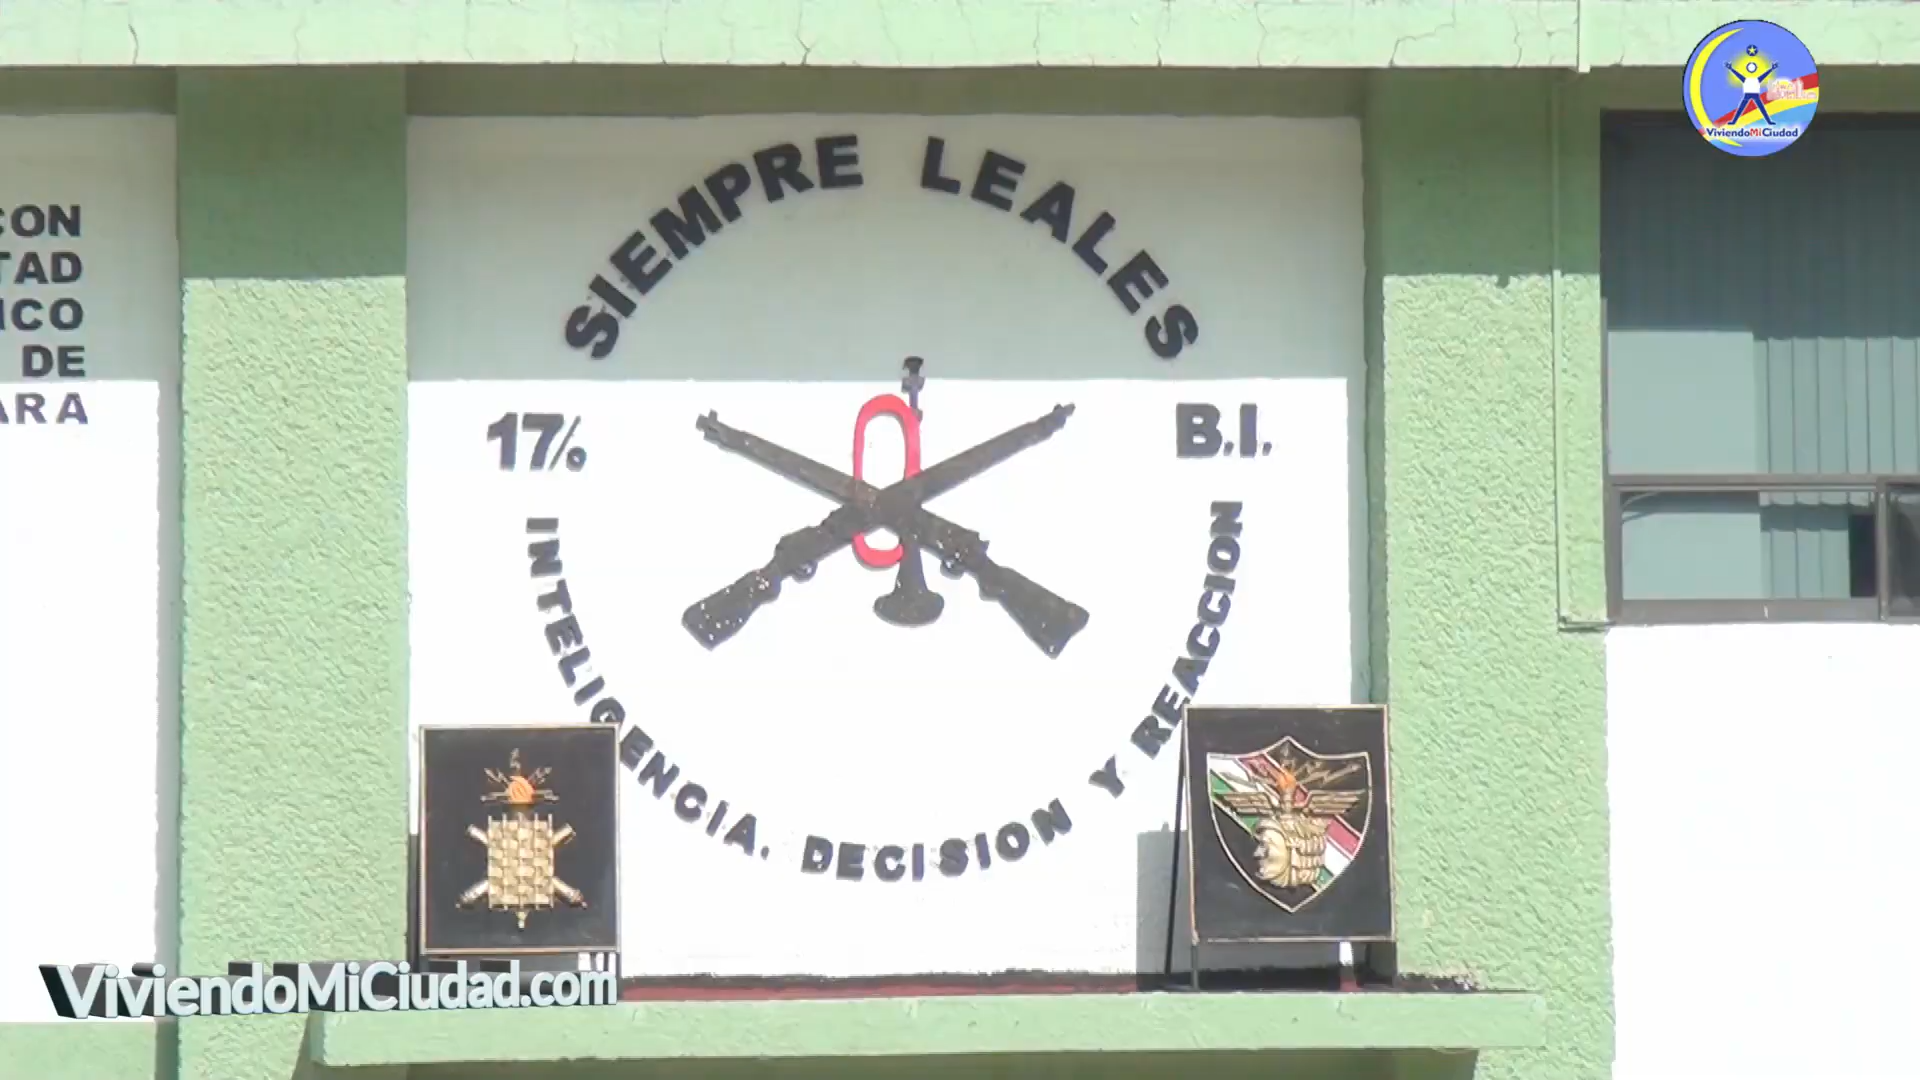 SIEMPRE LEALES
17/o
B.I.
INTELIGENCIA. DECISION Y REACCION
CON
TAD
ICO
DE
ARA
ViviendoMiCiudad
ViviendoMiCiudad.com